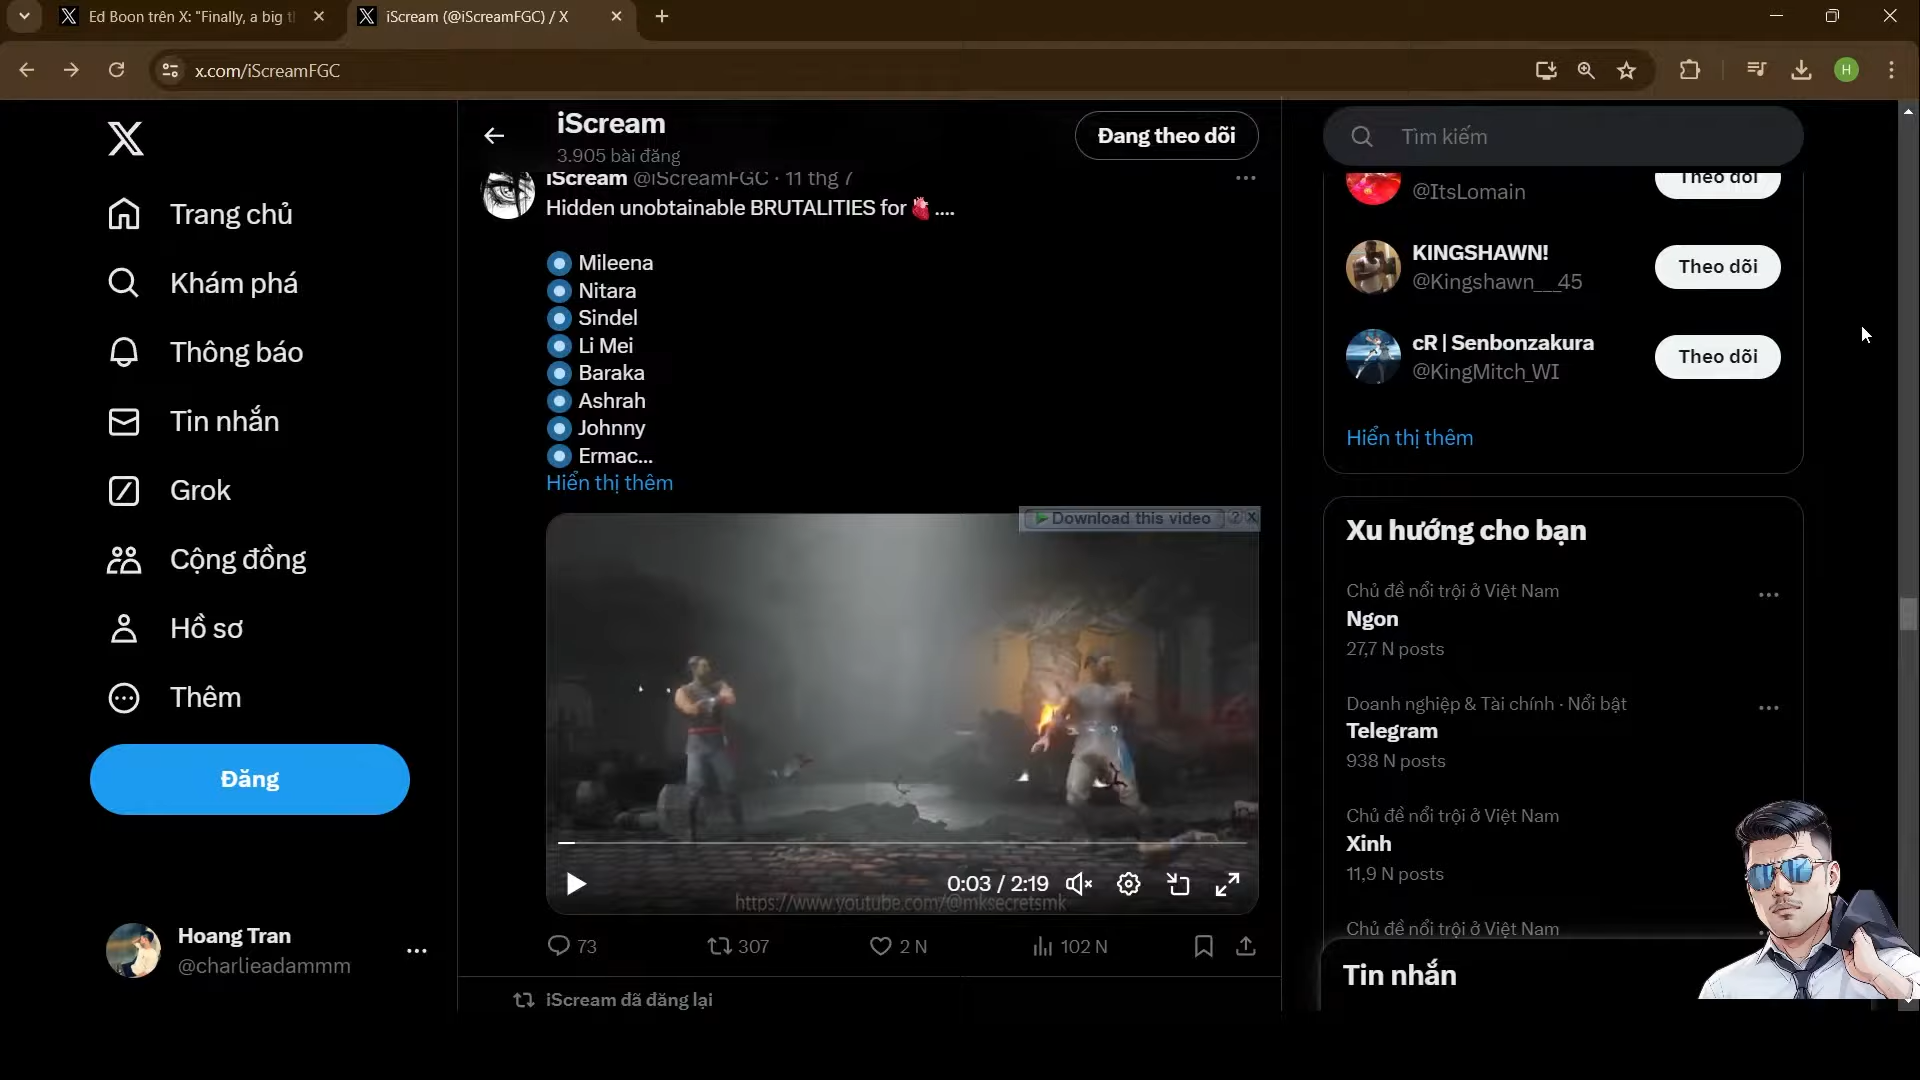 Ed Boon trên X: "Finally, a big t
iScream (@iScreamFGC) / X
x.com/iScreamFGC
H
Trang chủ
Khám phá
Thông báo
Tin nhắn
Grok
Cộng đồng
Hồ sơ
Thêm
Đăng
Hoang Tran
@charlieadammm
iScream
3.905 bài đăng
Đang theo dõi
iScream @iScreamFGC · 11 thg 7
Hidden unobtainable BRUTALITIES for 🫀 ....
Mileena
Nitara
Sindel
Li Mei
Baraka
Ashrah
Johnny
Ermac...
Hiển thị thêm
Download this video ? X
0:03 / 2:19
https://www.youtube.com/@mksecretsmk
73
307
2 N
102 N
iScream đã đăng lại
Tìm kiếm
@ItsLomain
Theo dõi
KINGSHAWN!
@Kingshawn___45
Theo dõi
cR | Senbonzakura
@KingMitch_WI
Theo dõi
Hiển thị thêm
Xu hướng cho bạn
Chủ đề nổi trội ở Việt Nam
Ngon
27,7 N posts
Doanh nghiệp & Tài chính · Nổi bật
Telegram
938 N posts
Chủ đề nổi trội ở Việt Nam
Xinh
11,9 N posts
Chủ đề nổi trội ở Việt Nam
Tin nhắn